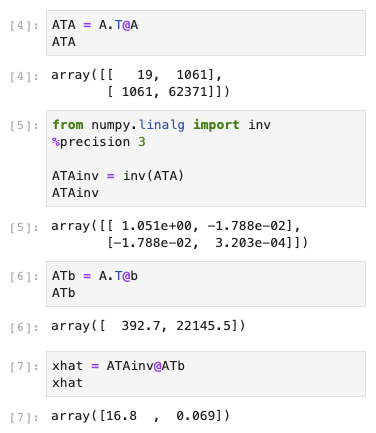 [4]: ATA = A.T@A
ATA
[4]: array([[   19,  1061],
       [ 1061, 62371]])
[5]: from numpy.linalg import inv
%precision 3

ATAinv = inv(ATA)
ATAinv
[5]: array([[ 1.051e+00, -1.788e-02],
       [-1.788e-02,  3.203e-04]])
[6]: ATb = A.T@b
ATb
[6]: array([  392.7, 22145.5])
[7]: xhat = ATAinv@ATb
xhat
[7]: array([16.8  ,  0.069])